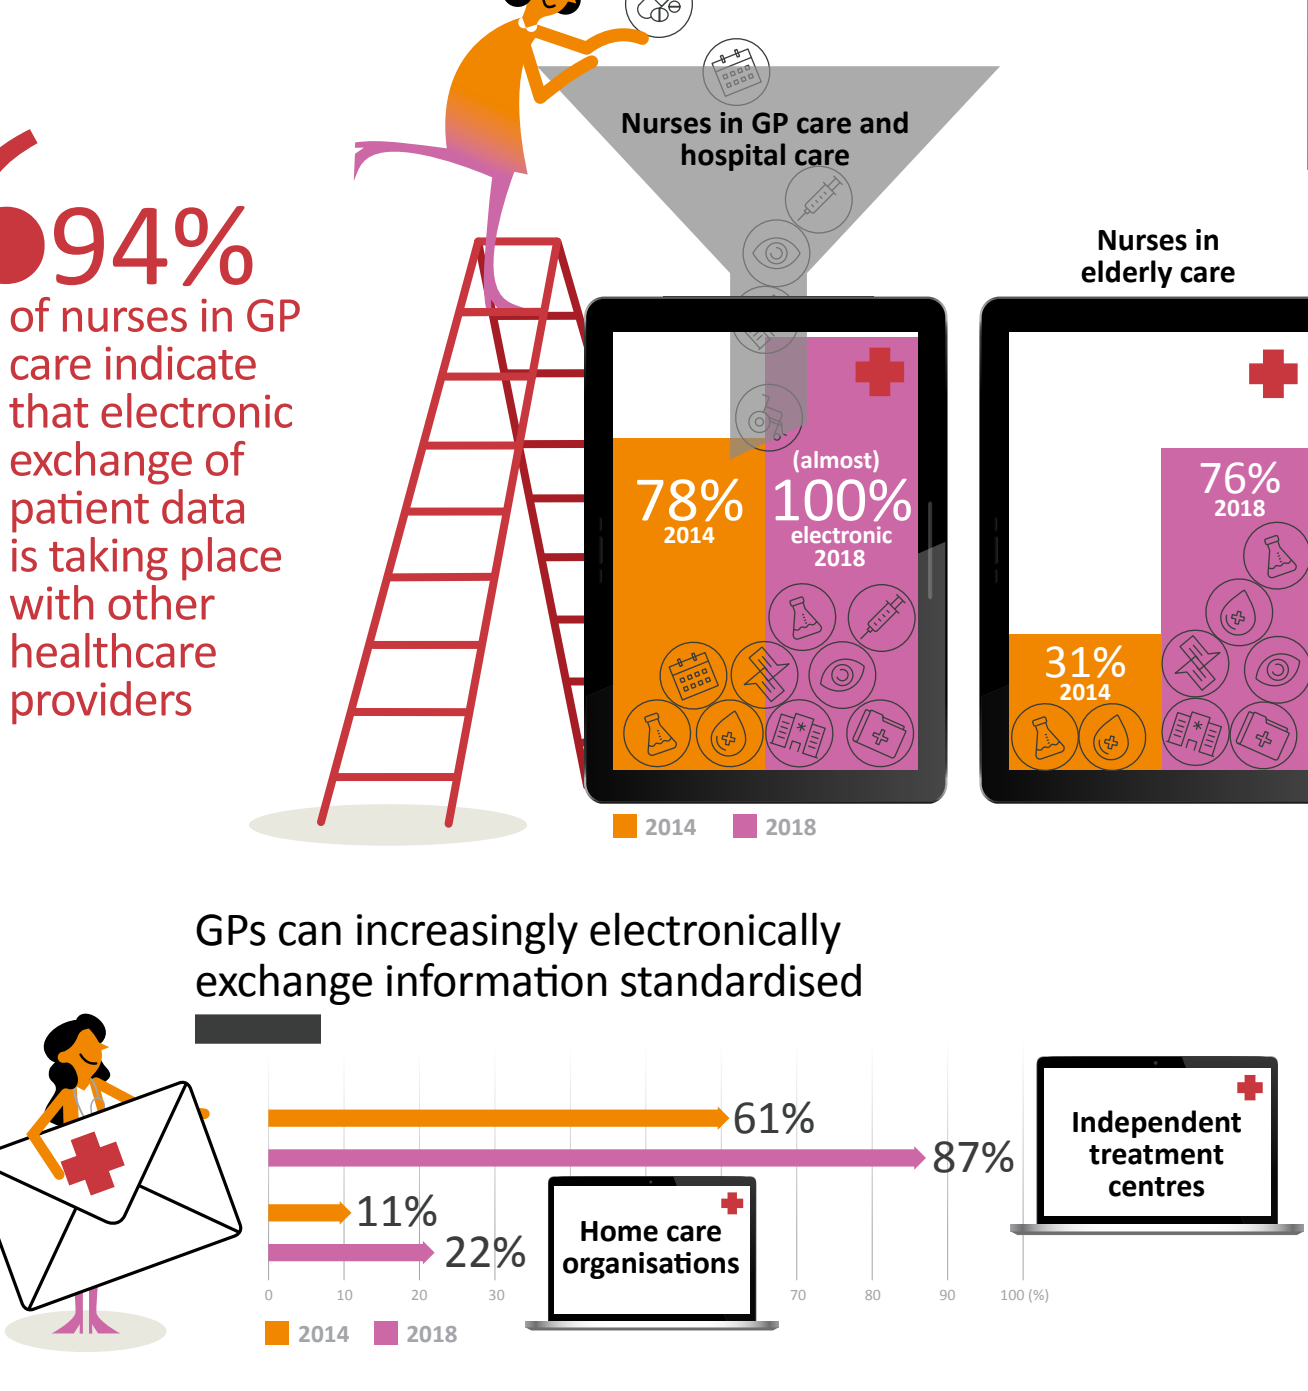 94%
of nurses in GP
care indicate
that electronic
exchange of
patient data
is taking place
with other
healthcare
providers
Nurses in GP care and
hospital care
78%
2014
(almost)
100%
electronic
2018
2014
2018
Nurses in
elderly care
31%
2014
76%
2018
GPs can increasingly electronically
exchange information standardised
61%
87%
Independent
treatment
centres
11%
22%
Home care
organisations
0 10 20 30 70 80 90 100 (%)
2014
2018